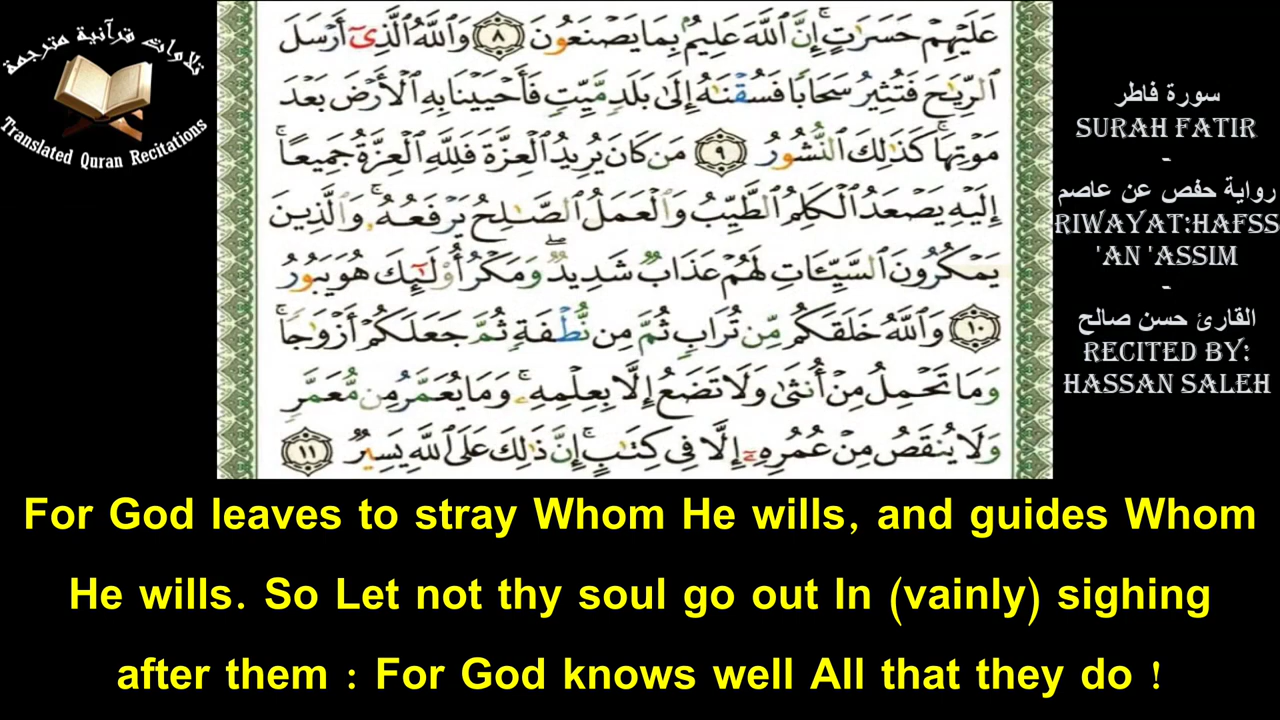 تلاوات قرآنية مترجمة
Translated Quran Recitations
عَلَيْهِمْ حَسَرَٰتٍ ۚ إِنَّ ٱللَّهَ عَلِيمٌۢ بِمَا يَصْنَعُونَ ٨ وَٱللَّهُ ٱلَّذِىٓ أَرْسَلَ
ٱلرِّيَٰحَ فَتُثِيرُ سَحَابًا فَسُقْنَٰهُ إِلَىٰ بَلَدٍ مَّيِّتٍ فَأَحْيَيْنَا بِهِ ٱلْأَرْضَ بَعْدَ
مَوْتِهَا ۚ كَذَٰلِكَ ٱلنُّشُورُ ٩ مَن كَانَ يُرِيدُ ٱلْعِزَّةَ فَلِلَّهِ ٱلْعِزَّةُ جَمِيعًا ۚ
إِلَيْهِ يَصْعَدُ ٱلْكَلِمُ ٱلطَّيِّبُ وَٱلْعَمَلُ ٱلصَّٰلِحُ يَرْفَعُهُۥ ۚ وَٱلَّذِينَ
يَمْكُرُونَ ٱلسَّيِّـَٔاتِ لَهُمْ عَذَابٌ شَدِيدٌ ۖ وَمَكْرُ أُو۟لَٰٓئِكَ هُوَ يَبُورُ
١٠ وَٱللَّهُ خَلَقَكُم مِّن تُرَابٍ ثُمَّ مِن نُّطْفَةٍ ثُمَّ جَعَلَكُمْ أَزْوَٰجًا ۚ
وَمَا تَحْمِلُ مِنْ أُنثَىٰ وَلَا تَضَعُ إِلَّا بِعِلْمِهِۦ ۚ وَمَا يُعَمَّرُ مِن مُّعَمَّرٍ
وَلَا يُنقَصُ مِنْ عُمُرِهِۦٓ إِلَّا فِى كِتَٰبٍ ۚ إِنَّ ذَٰلِكَ عَلَى ٱللَّهِ يَسِيرٌ ١١
سورة فاطر
SURAH FATIR
-
رواية حفص عن عاصم
RIWAYAT:HAFSS
'AN 'ASSIM
-
القارئ حسن صالح
RECITED BY:
HASSAN SALEH
For God leaves to stray Whom He wills, and guides Whom
He wills. So Let not thy soul go out In (vainly) sighing
after them : For God knows well All that they do !